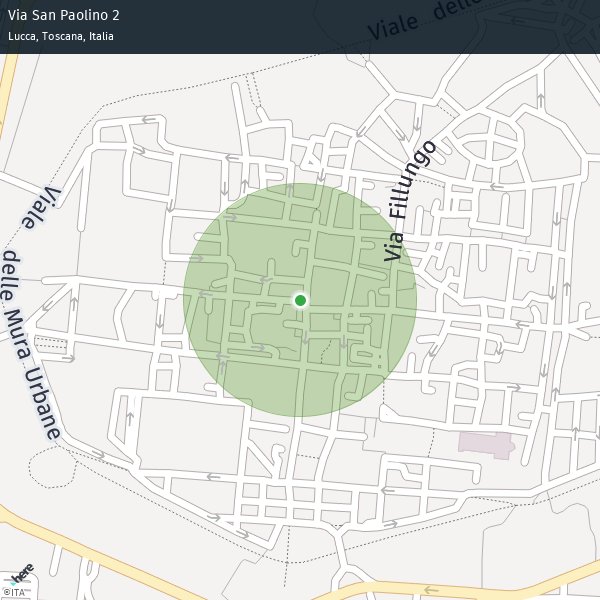 Via San Paolino 2
Lucca, Toscana, Italia
Viale delle
Via Fillungo
Viale
delle Mura Urbane
here
©ITA